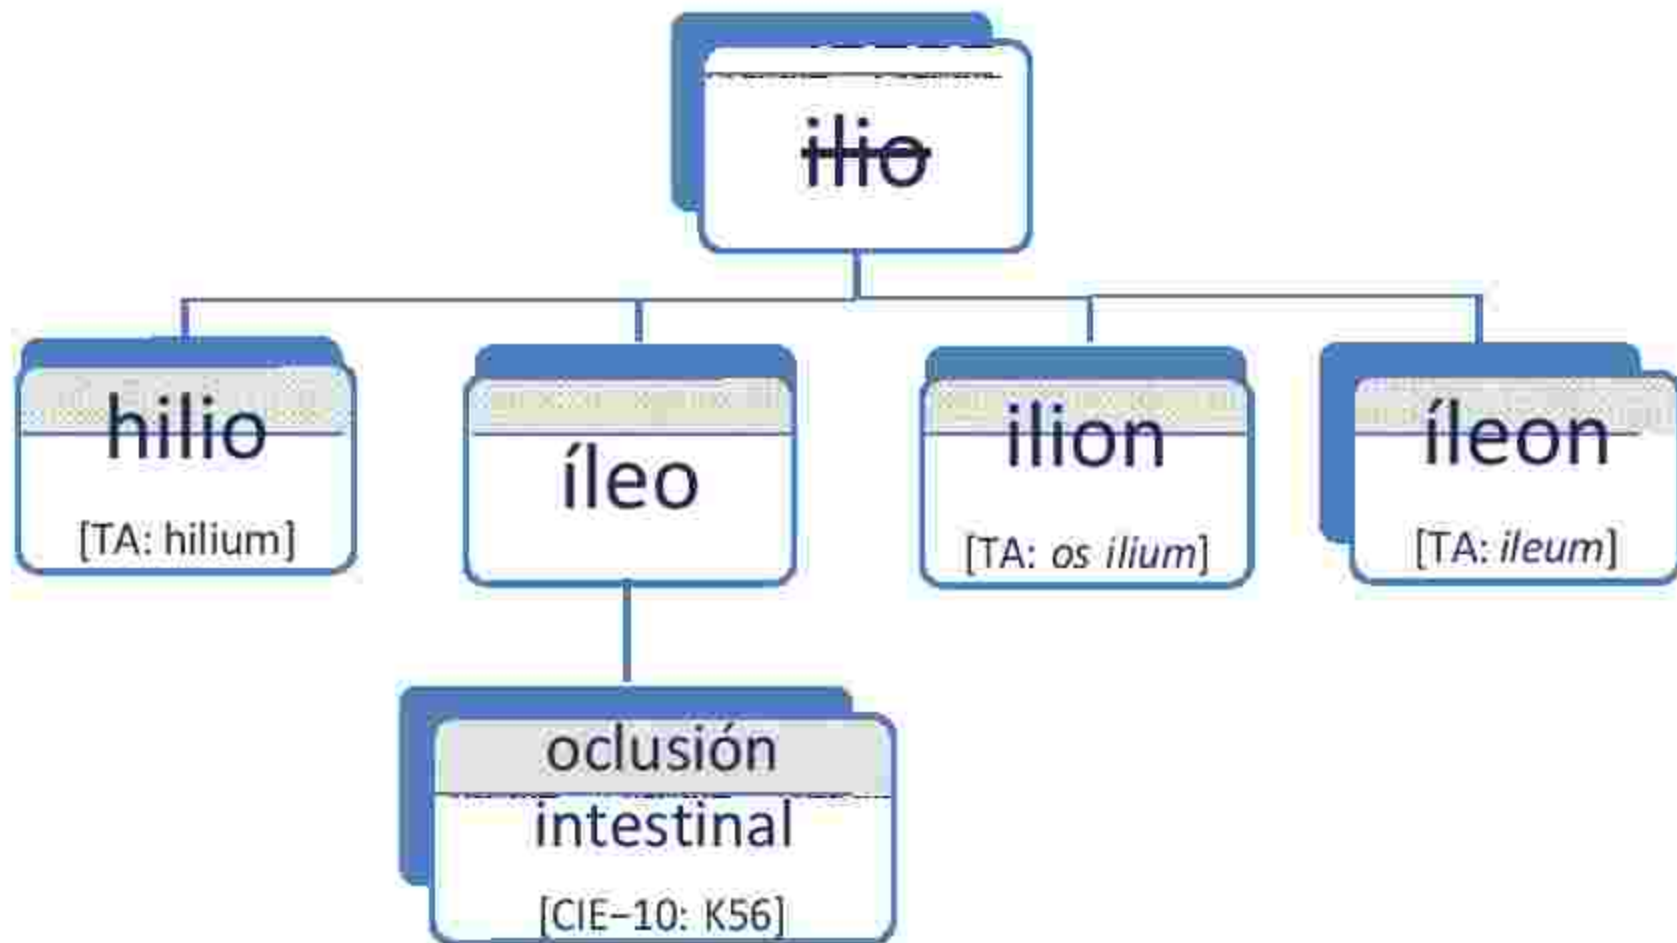 ilio
hilio
[TA: hilium]
íleo
ilion
[TA: os ilium]
íleon
[TA: ileum]
oclusión
intestinal
[CIE–10: K56]